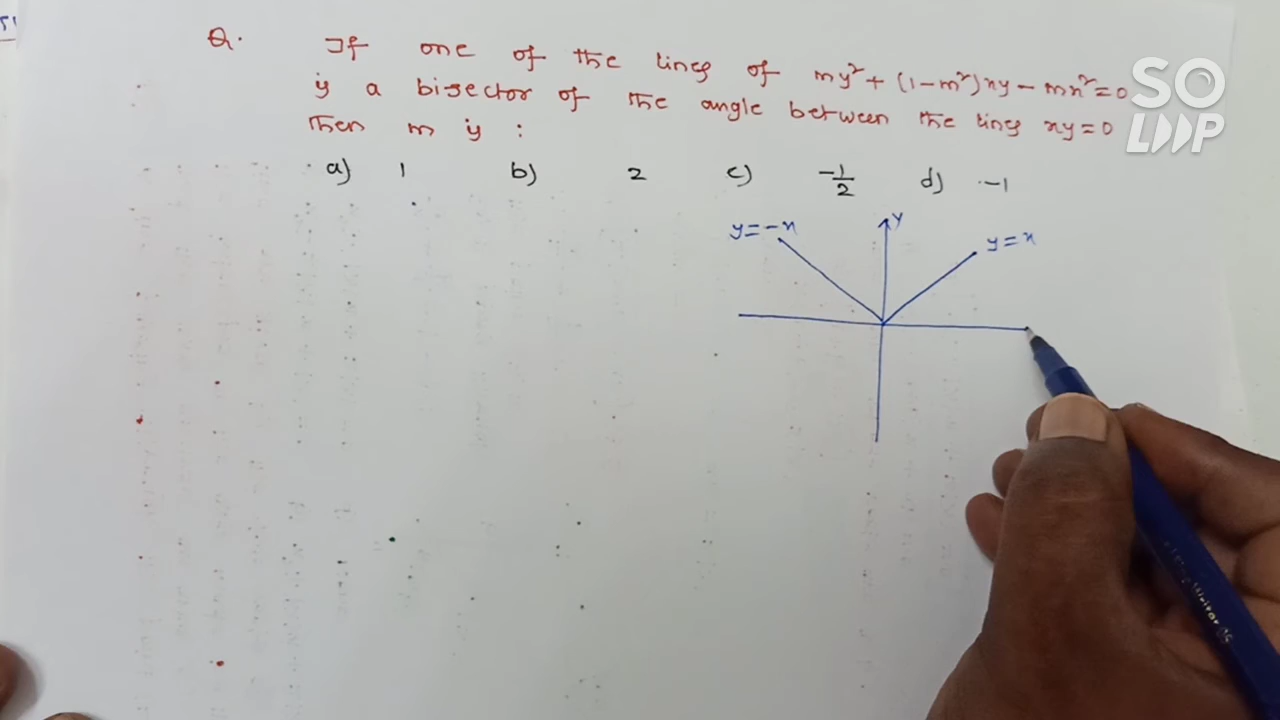 Q. If one of the lines of my² + (1-m²)xy - mx² = 0
is a bisector of the angle between the lines xy = 0
Then m is :
a) 1 b) 2 c) -1/2 d) -1
y = -x y y = x
SO
LOOP